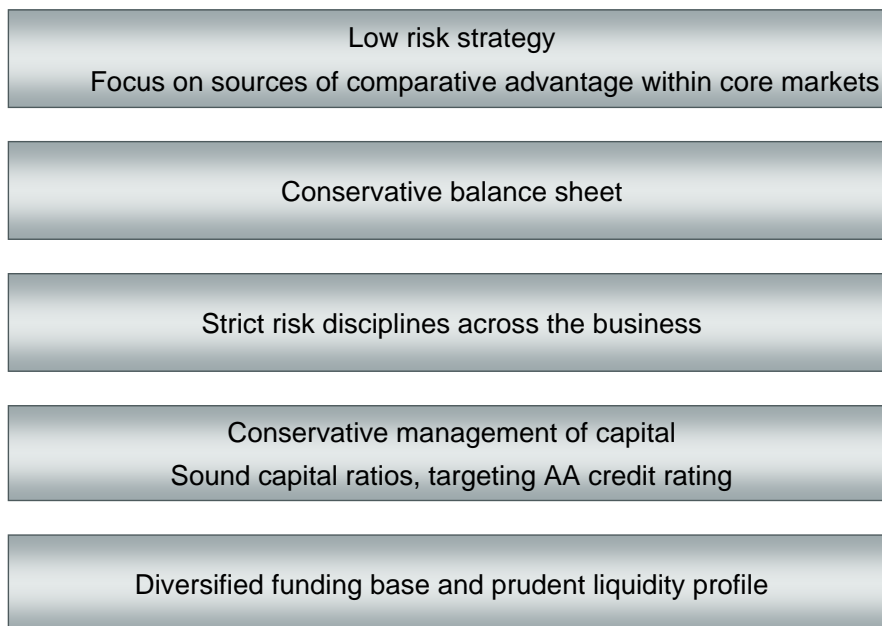 Low risk strategy
Focus on sources of comparative advantage within core markets
Conservative balance sheet
Strict risk disciplines across the business
Conservative management of capital
Sound capital ratios, targeting AA credit rating
Diversified funding base and prudent liquidity profile